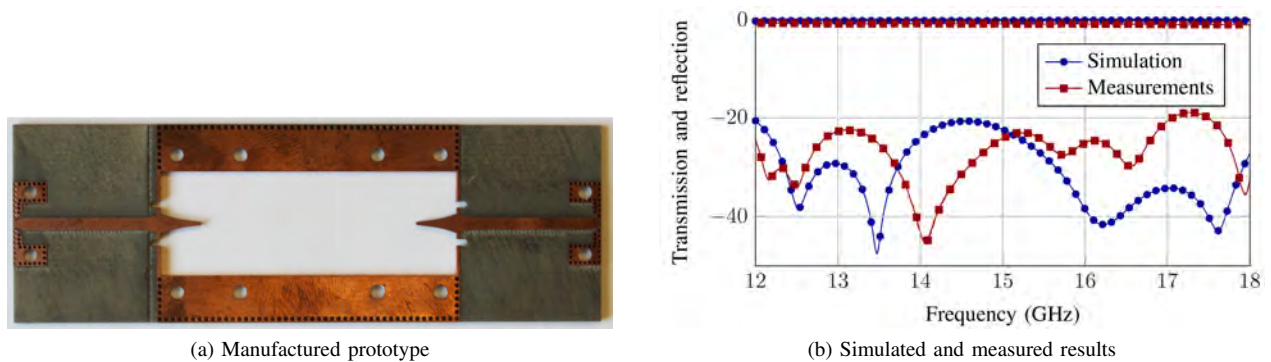 (a) Manufactured prototype
Transmission and reflection
0
−20
−40
Simulation
Measurements
12 13 14 15 16 17 18
Frequency (GHz)
(b) Simulated and measured results